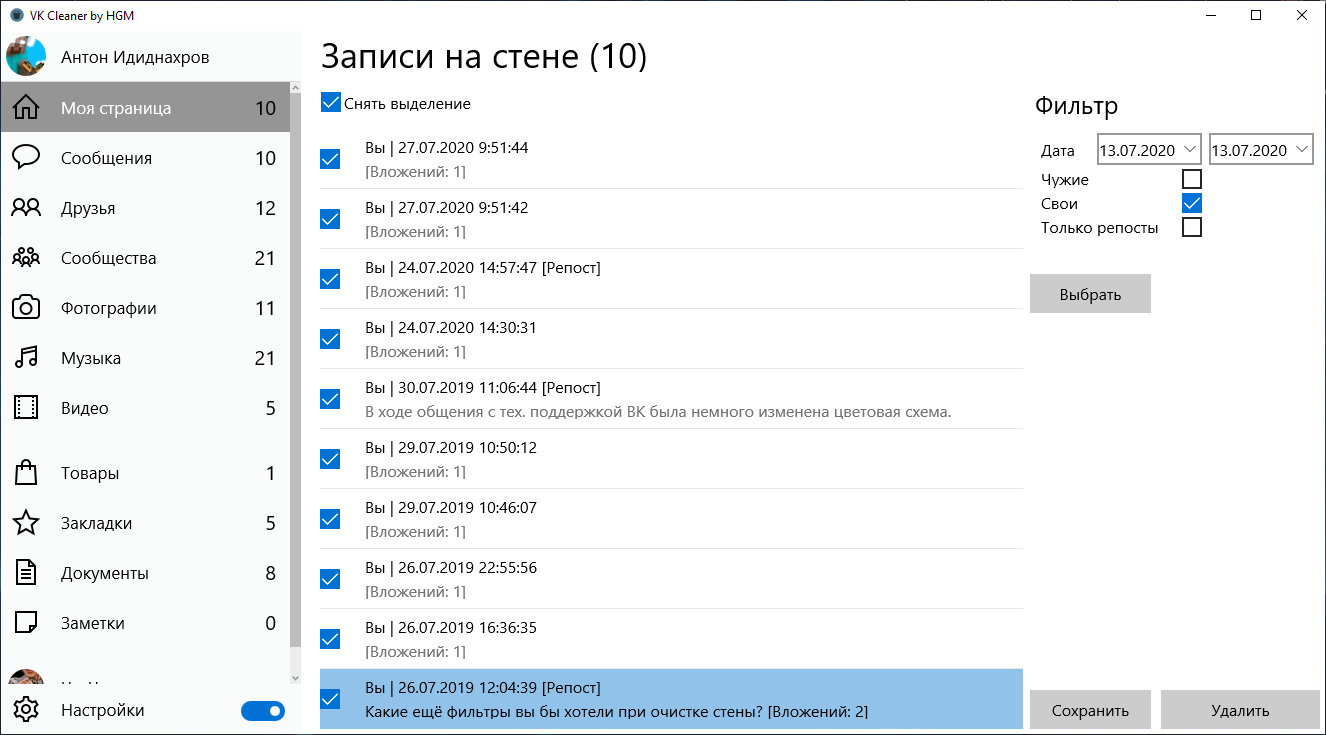 VK Cleaner by HGM
Антон Ididнахров
Моя страница 10
Сообщения 10
Друзья 12
Сообщества 21
Фотографии 11
Музыка 21
Видео 5
Товары 1
Закладки 5
Документы 8
Заметки 0
Настройки
Записи на стене (10)
Снять выделение
Вы | 27.07.2020 9:51:44
[Вложений: 1]
Вы | 27.07.2020 9:51:42
[Вложений: 1]
Вы | 24.07.2020 14:57:47 [Репост]
[Вложений: 1]
Вы | 24.07.2020 14:30:31
[Вложений: 1]
Вы | 30.07.2019 11:06:44 [Репост]
В ходе общения с тех. поддержкой ВК была немного изменена цветовая схема.
Вы | 29.07.2019 10:50:12
[Вложений: 1]
Вы | 29.07.2019 10:46:07
[Вложений: 1]
Вы | 26.07.2019 22:55:56
[Вложений: 1]
Вы | 26.07.2019 16:36:35
[Вложений: 1]
Вы | 26.07.2019 12:04:39 [Репост]
Какие ещё фильтры вы бы хотели при очистке стены? [Вложений: 2]
Фильтр
Дата 13.07.2020 13.07.2020
Чужие
Свои
Только репосты
Выбрать
Сохранить Удалить